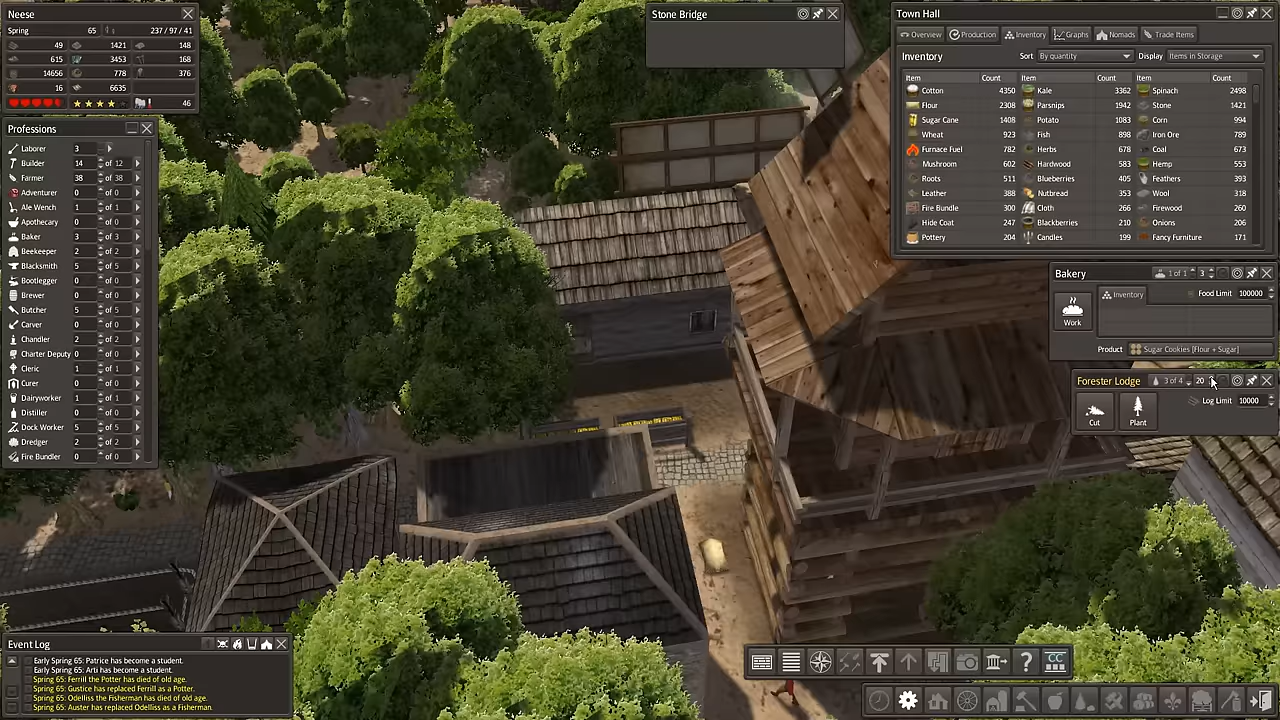 Neese
Spring 65 237 / 97 / 41
49 1421 148
615 3453 168
14656 778 376
16 6635
46
Professions
Laborer 3
Builder 14 of 12
Farmer 38 of 38
Adventurer 0 of 0
Ale Wench 1 of 1
Apothecary 0 of 0
Baker 3 of 3
Beekeeper 2 of 2
Blacksmith 5 of 5
Bootlegger 0 of 0
Brewer 0 of 0
Butcher 5 of 5
Carver 0 of 0
Chandler 2 of 2
Charter Deputy 0 of 0
Cleric 1 of 1
Curer 0 of 0
Dairyworker 1 of 1
Distiller 0 of 0
Dock Worker 5 of 5
Dredger 2 of 2
Fire Bundler 0 of 0
Event Log
Early Spring 65: Patrice has become a student.
Early Spring 65: Arti has become a student.
Spring 65: Ferrill the Potter has died of old age.
Spring 65: Gustice has replaced Ferrill as a Potter.
Spring 65: Odelliss the Fisherman has died of old age.
Spring 65: Auster has replaced Odelliss as a Fisherman.
Stone Bridge
Town Hall
Overview Production Inventory Graphs Nomads Trade Items
Inventory Sort By quantity Display Items in Storage
Item Count Item Count Item Count
Cotton 4350 Kale 3362 Spinach 2498
Flour 2308 Parsnips 1942 Stone 1421
Sugar Cane 1408 Potato 1083 Corn 994
Wheat 923 Fish 898 Iron Ore 789
Furnace Fuel 782 Herbs 678 Coal 673
Mushroom 602 Hardwood 583 Hemp 553
Roots 511 Blueberries 405 Feathers 393
Leather 388 Nutbread 353 Wool 318
Fire Bundle 300 Cloth 266 Firewood 260
Hide Coat 247 Blackberries 210 Onions 206
Pottery 204 Candles 199 Fancy Furniture 171
Bakery 1 of 1 3
Inventory Food Limit 100000
Work
Product Sugar Cookies [Flour + Sugar]
Forester Lodge 3 of 4 20
Log Limit 10000
Cut Plant
?
CC